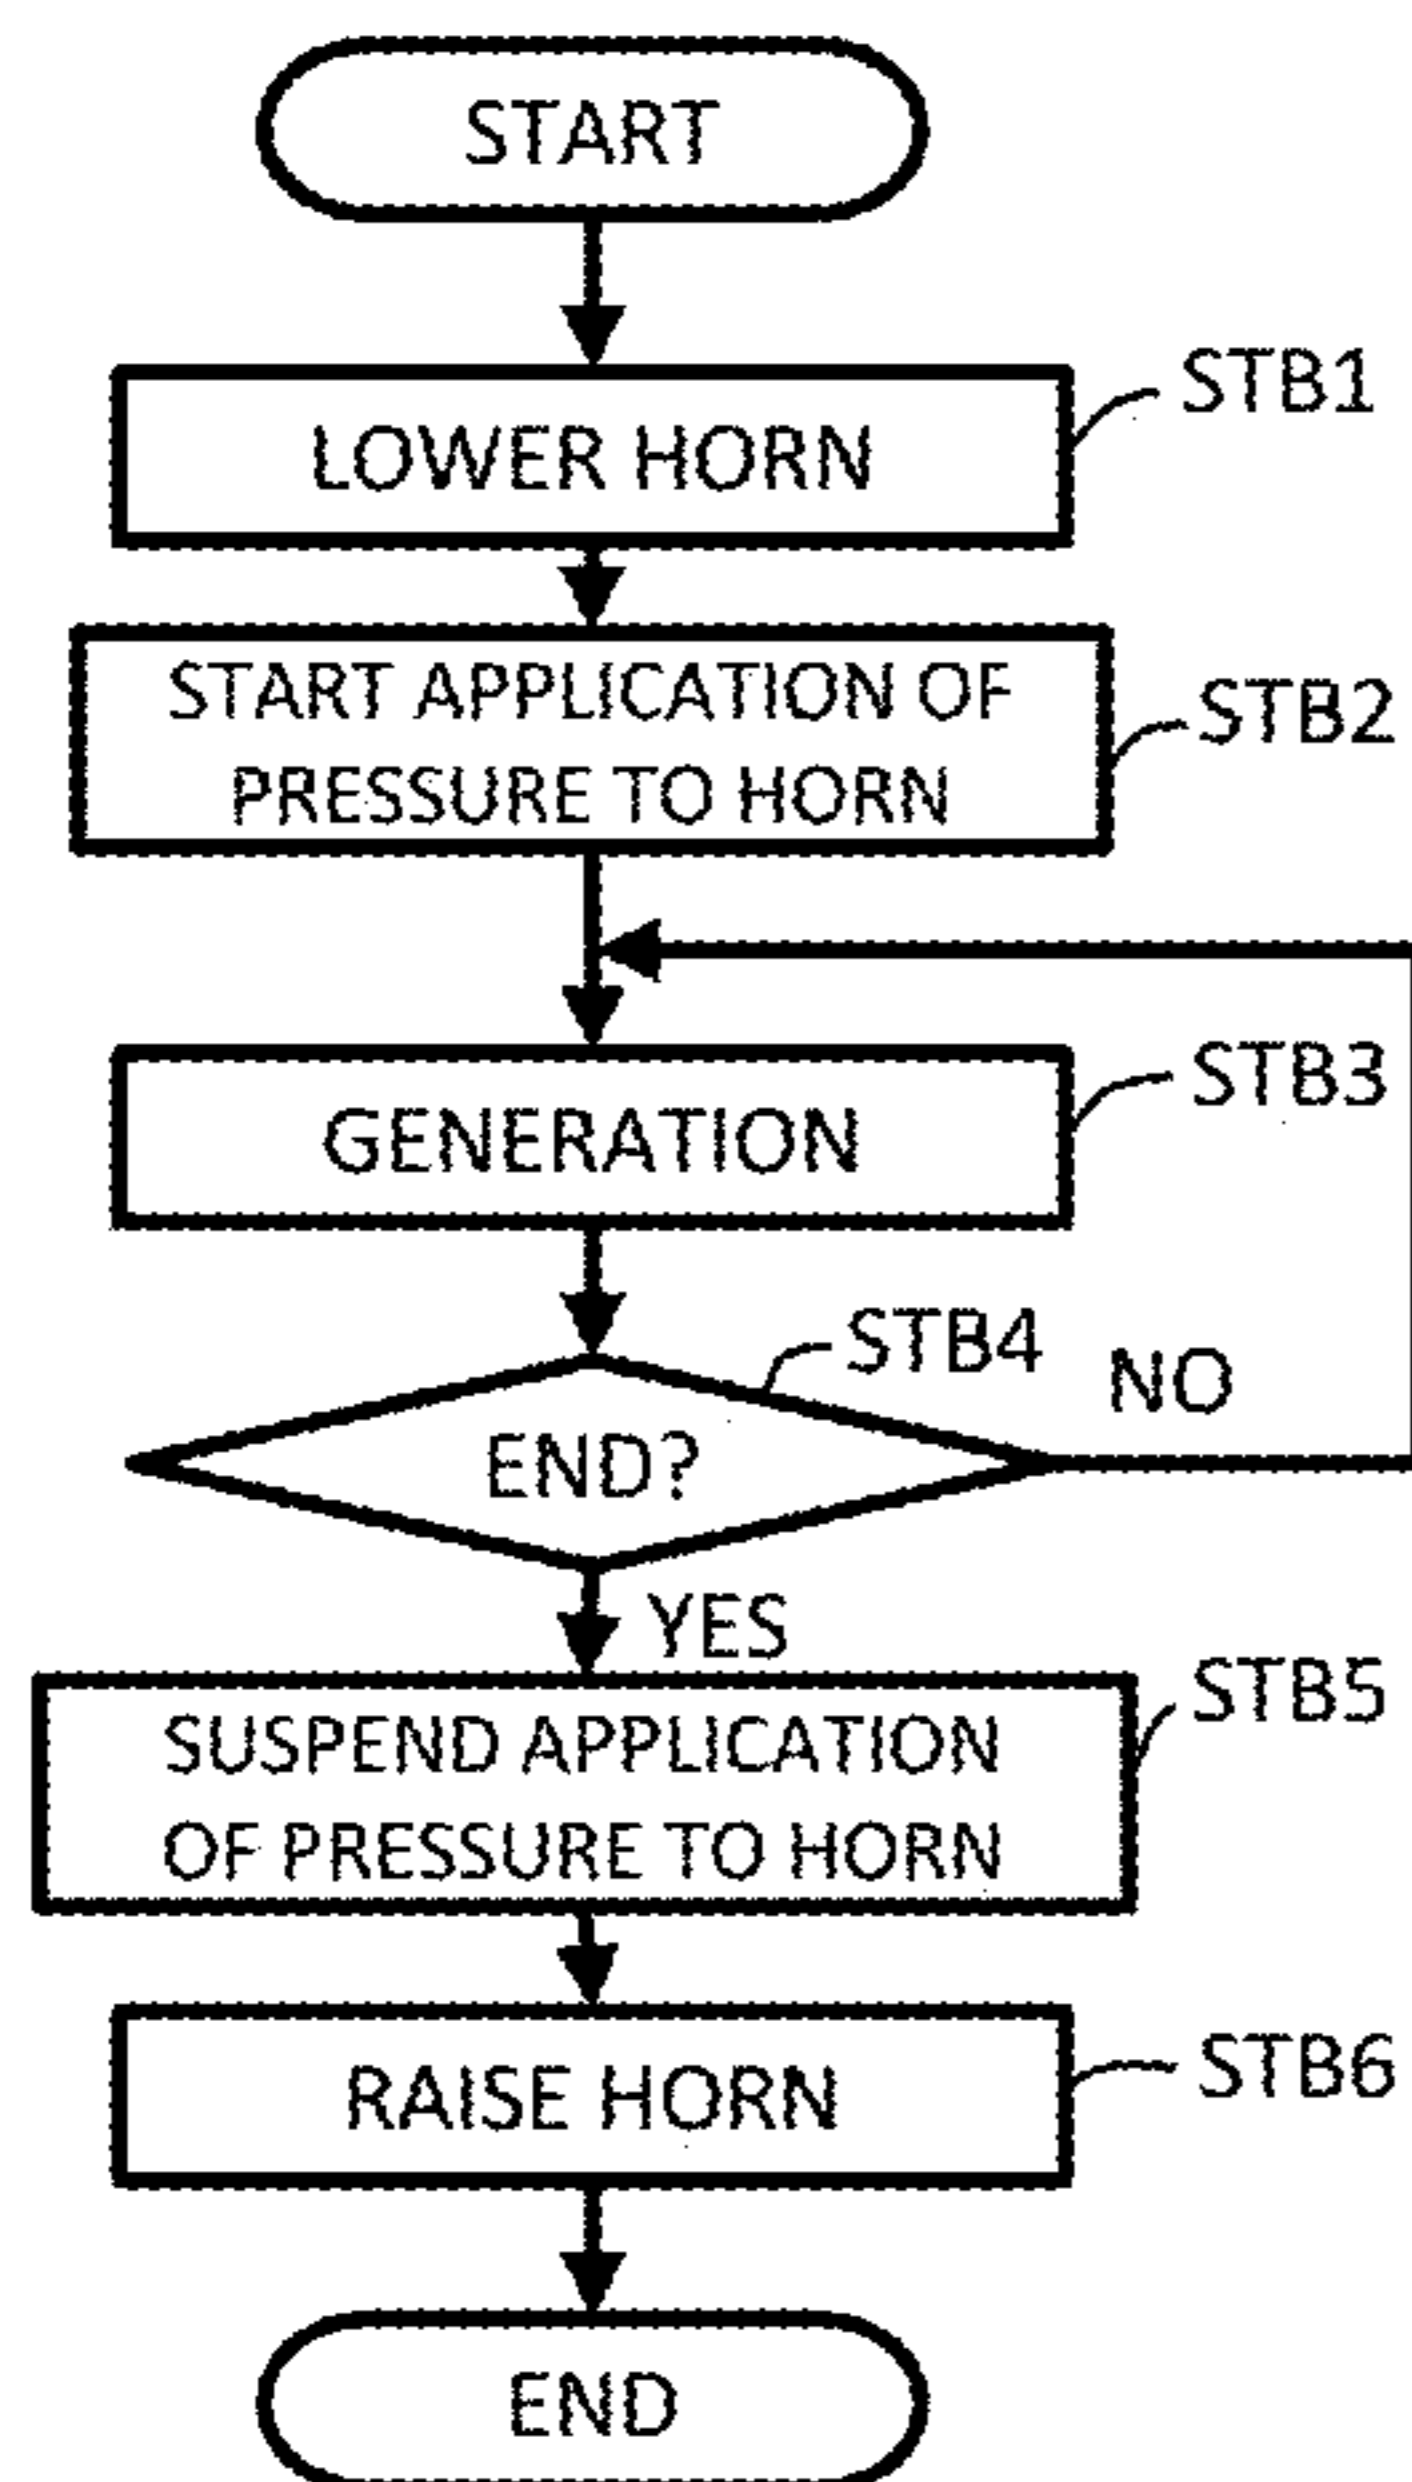 START
LOWER HORN
STB1
START APPLICATION OF
PRESSURE TO HORN
STB2
GENERATION
STB3
STB4
END?
NO
YES
SUSPEND APPLICATION
OF PRESSURE TO HORN
STB5
RAISE HORN
STB6
END